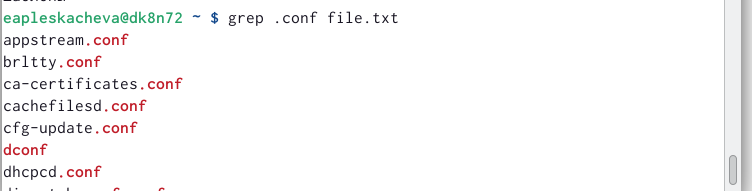 eapleskacheva@dk8n72 ~ $ grep .conf file.txt
appstream.conf
brltty.conf
ca-certificates.conf
cachefilesd.conf
cfg-update.conf
dconf
dhcpcd.conf